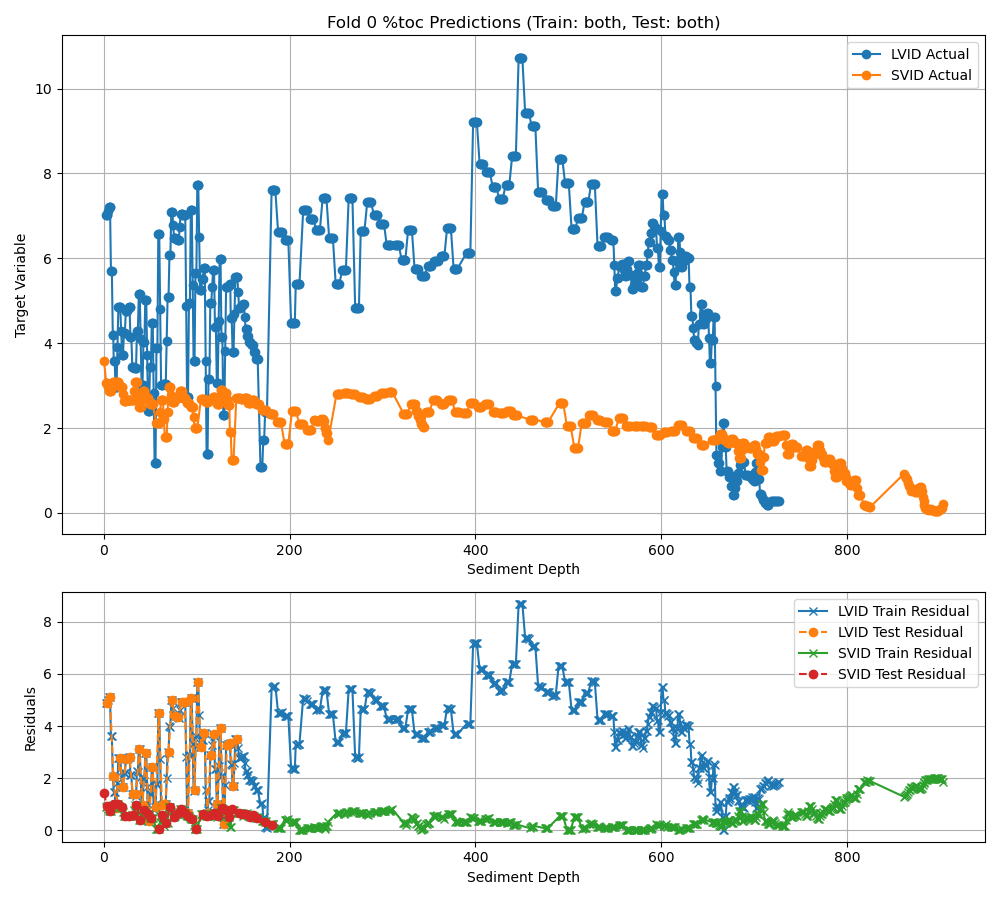 Fold 0 %toc Predictions (Train: both, Test: both)
LVID Actual
SVID Actual
Target Variable
10
8
6
4
2
0
0
200
400
600
800
Sediment Depth
LVID Train Residual
LVID Test Residual
SVID Train Residual
SVID Test Residual
Residuals
8
6
4
2
0
0
200
400
600
800
Sediment Depth